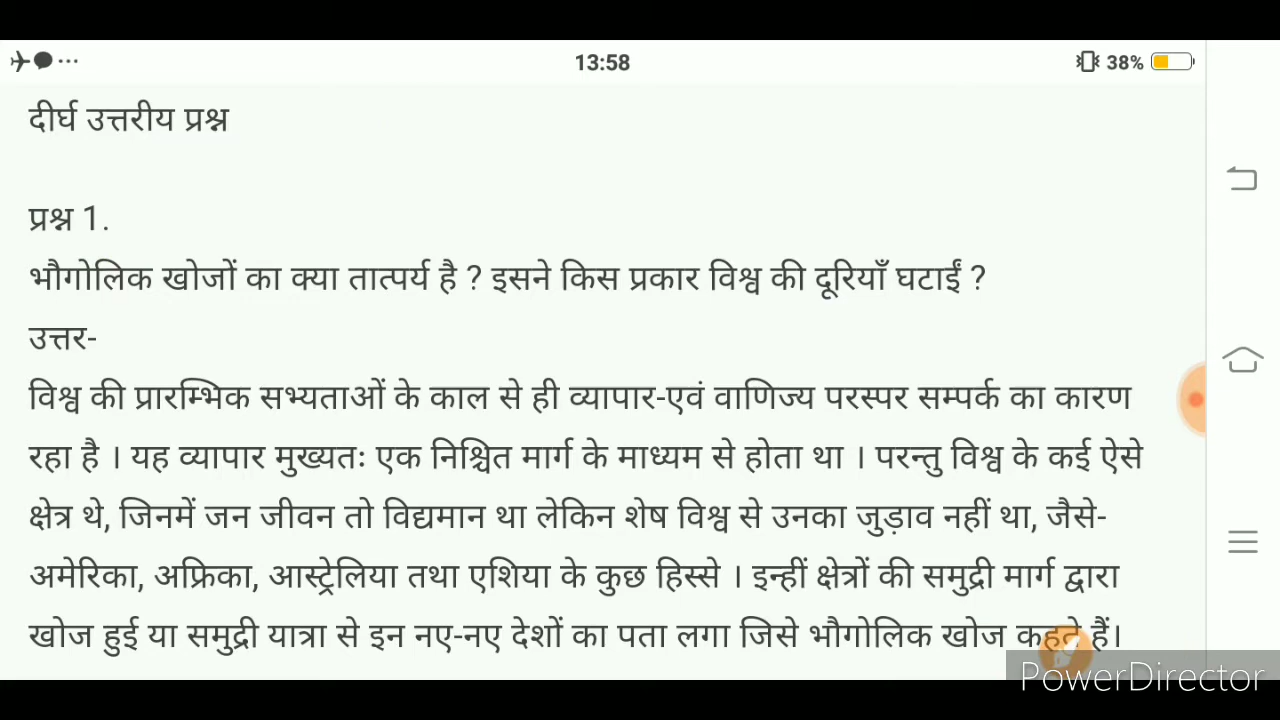 13:58
38%
दीर्घ उत्तरीय प्रश्न
प्रश्न 1.
भौगोलिक खोजों का क्या तात्पर्य है ? इसने किस प्रकार विश्व की दूरियाँ घटाईं ?
उत्तर-
विश्व की प्रारम्भिक सभ्यताओं के काल से ही व्यापार-एवं वाणिज्य परस्पर सम्पर्क का कारण
रहा है । यह व्यापार मुख्यतः एक निश्चित मार्ग के माध्यम से होता था । परन्तु विश्व के कई ऐसे
क्षेत्र थे, जिनमें जन जीवन तो विद्यमान था लेकिन शेष विश्व से उनका जुड़ाव नहीं था, जैसे-
अमेरिका, अफ्रिका, आस्ट्रेलिया तथा एशिया के कुछ हिस्से । इन्हीं क्षेत्रों की समुद्री मार्ग द्वारा
खोज हुई या समुद्री यात्रा से इन नए-नए देशों का पता लगा जिसे भौगोलिक खोज कहते हैं।
PowerDirector